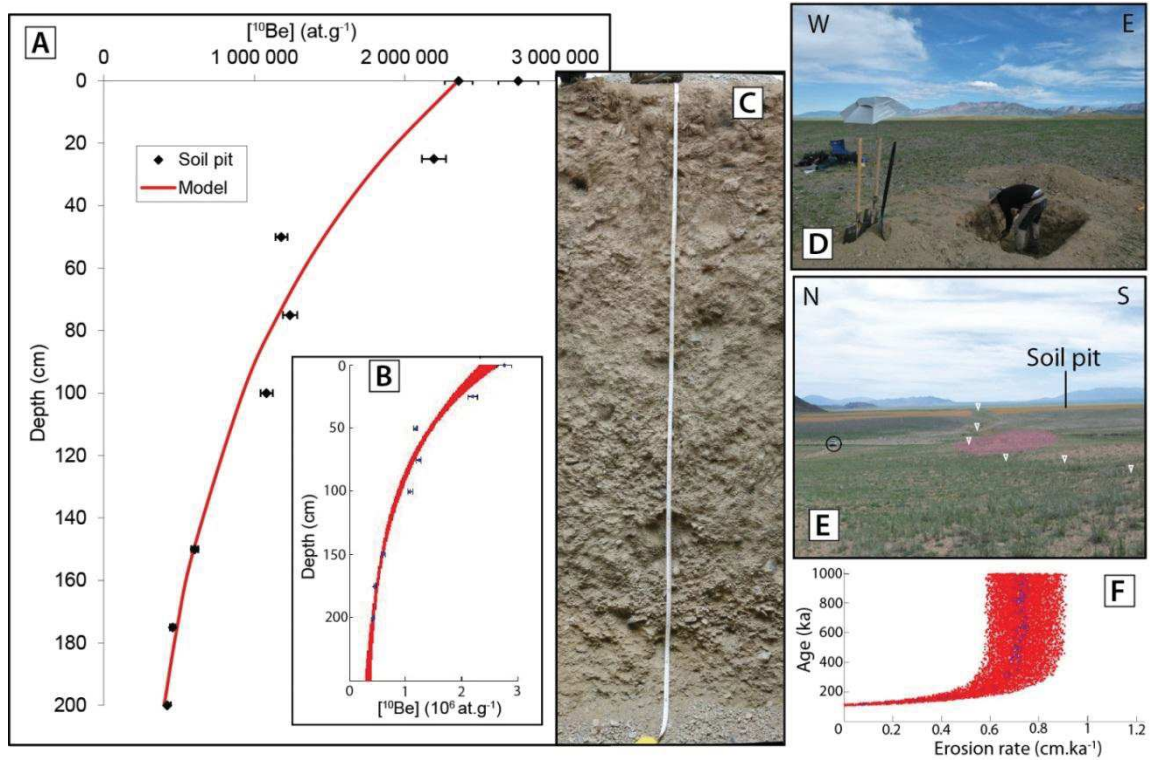 A
[¹⁰Be] (at.g⁻¹)
0 1 000 000 2 000 000 3 000 000
0
20
40
60
80
100
120
140
160
180
200
Depth (cm)
Soil pit
Model
B
0
50
100
150
200
Depth (cm)
0 1 2 3
[¹⁰Be] (10⁶ at.g⁻¹)
C
W E
D
N S
Soil pit
E
F
1000
800
600
400
200
0
Age (ka)
0 0.2 0.4 0.6 0.8 1 1.2
Erosion rate (cm.ka⁻¹)